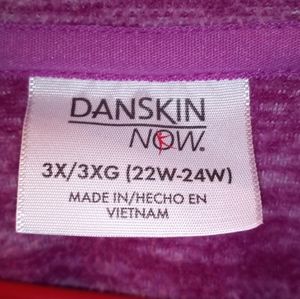 DANSKIN
NOW.
3X/3XG (22W-24W)
MADE IN/HECHO EN
VIETNAM